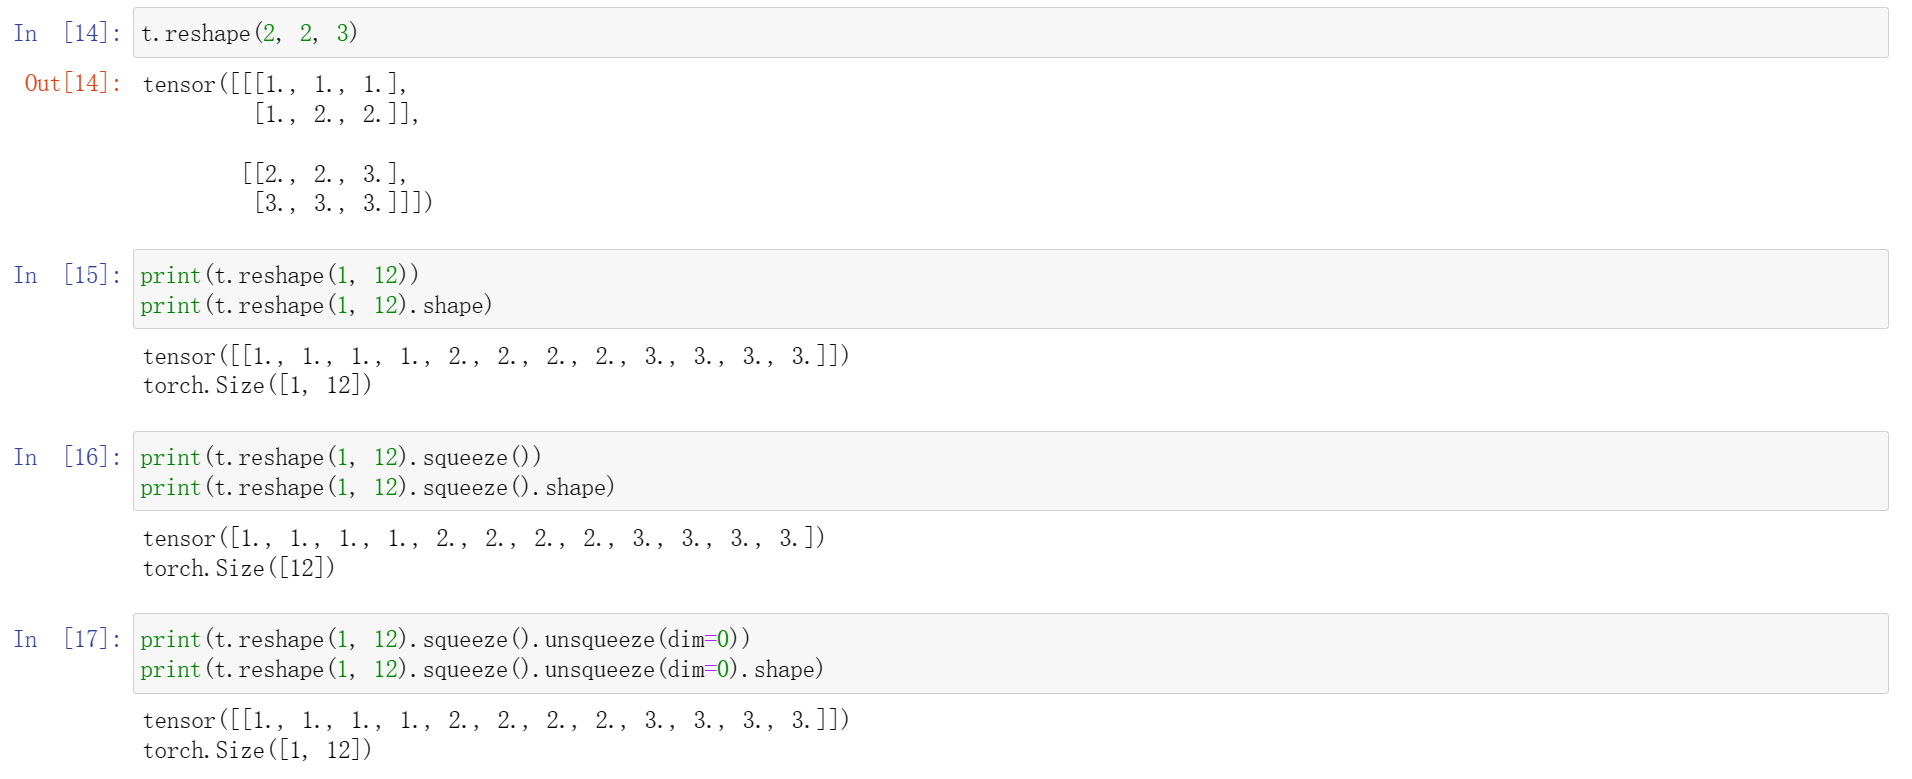 In [14]: t.reshape(2, 2, 3)
Out[14]: tensor([[[1., 1., 1.],
[1., 2., 2.]],
[[2., 2., 3.],
[3., 3., 3.]]])
In [15]: print(t.reshape(1, 12))
print(t.reshape(1, 12).shape)
tensor([[1., 1., 1., 1., 2., 2., 2., 2., 3., 3., 3., 3.]])
torch.Size([1, 12])
In [16]: print(t.reshape(1, 12).squeeze())
print(t.reshape(1, 12).squeeze().shape)
tensor([1., 1., 1., 1., 2., 2., 2., 2., 3., 3., 3., 3.])
torch.Size([12])
In [17]: print(t.reshape(1, 12).squeeze().unsqueeze(dim=0))
print(t.reshape(1, 12).squeeze().unsqueeze(dim=0).shape)
tensor([[1., 1., 1., 1., 2., 2., 2., 2., 3., 3., 3., 3.]])
torch.Size([1, 12])